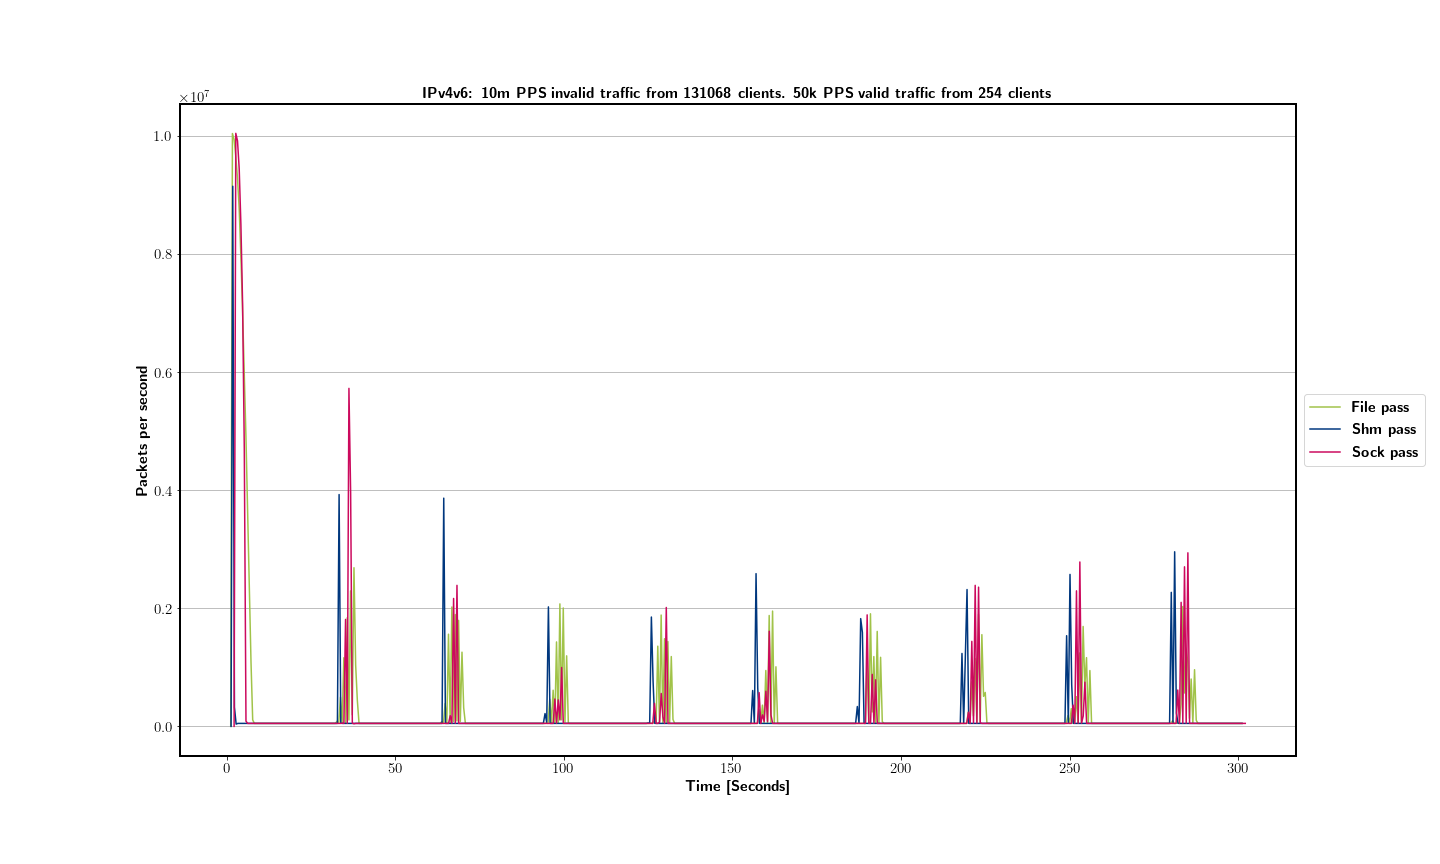 IPv4v6: 10m PPS invalid traffic from 131068 clients. 50k PPS valid traffic from 254 clients
×10⁷
1.0
0.8
0.6
0.4
0.2
0.0
Packets per second
0 50 100 150 200 250 300
Time [Seconds]
File pass
Shm pass
Sock pass